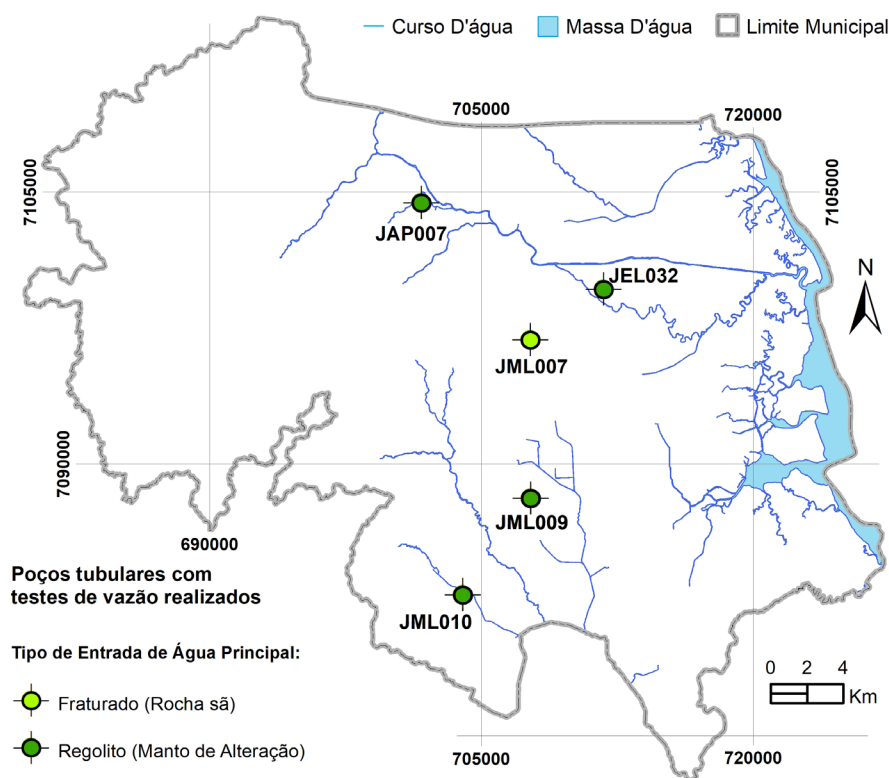 Curso D'água
Massa D'água
Limite Municipal
705000
720000
7105000
7105000
JAP007
JEL032
N
JML007
7090000
7090000
JML009
690000
Poços tubulares com
testes de vazão realizados
JML010
Tipo de Entrada de Água Principal:
0 2 4
Km
Fraturado (Rocha sã)
Regolito (Manto de Alteração)
705000
720000